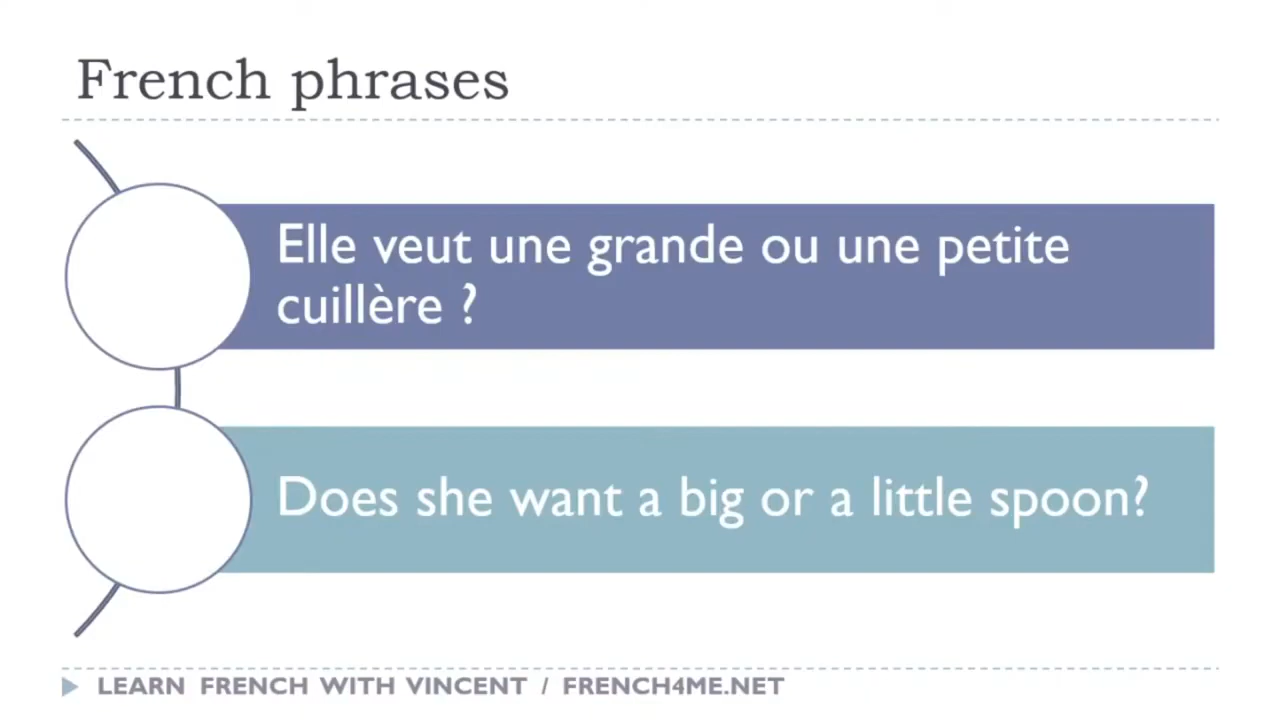 French phrases
Elle veut une grande ou une petite
cuillère ?
Does she want a big or a little spoon?
LEARN FRENCH WITH VINCENT / FRENCH4ME.NET